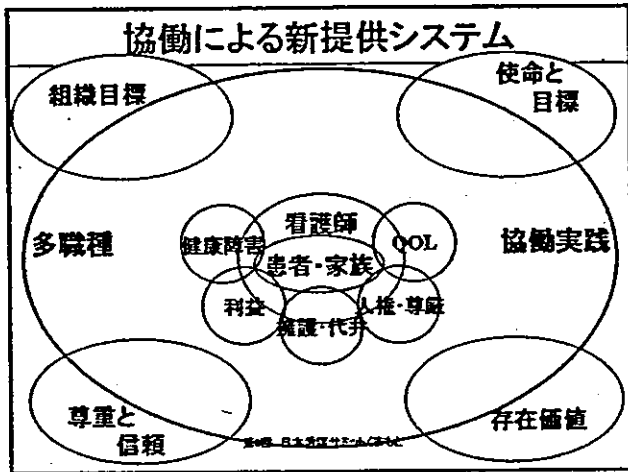 協働による新提供システム
組織目標
使命と
目標
看護師
多職種
健康障害
QOL
協働実践
患者・家族
利益
人権・尊厳
擁護・代弁
尊重と
信頼
存在価値